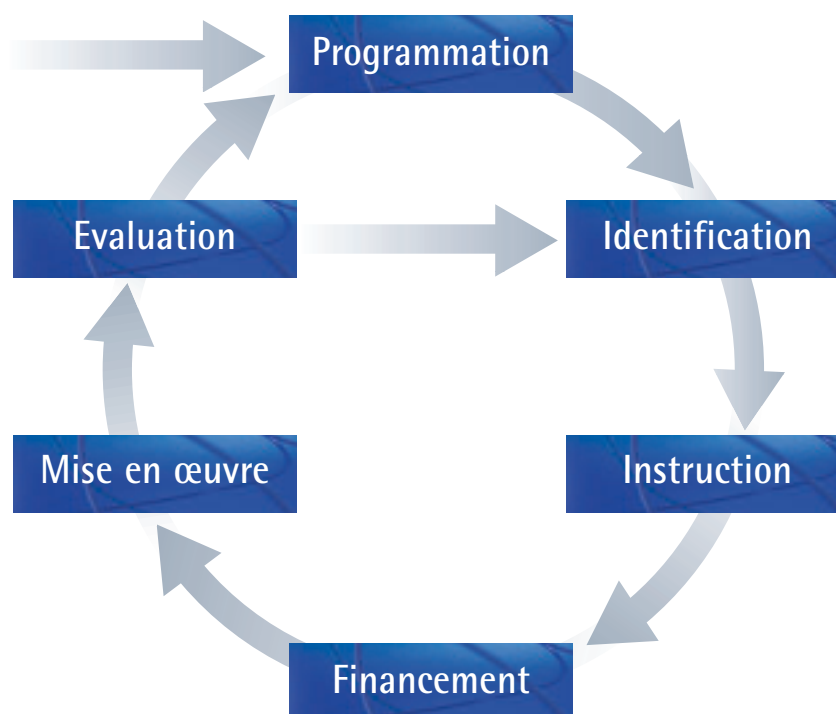 Programmation
Evaluation
Identification
Mise en œuvre
Instruction
Financement